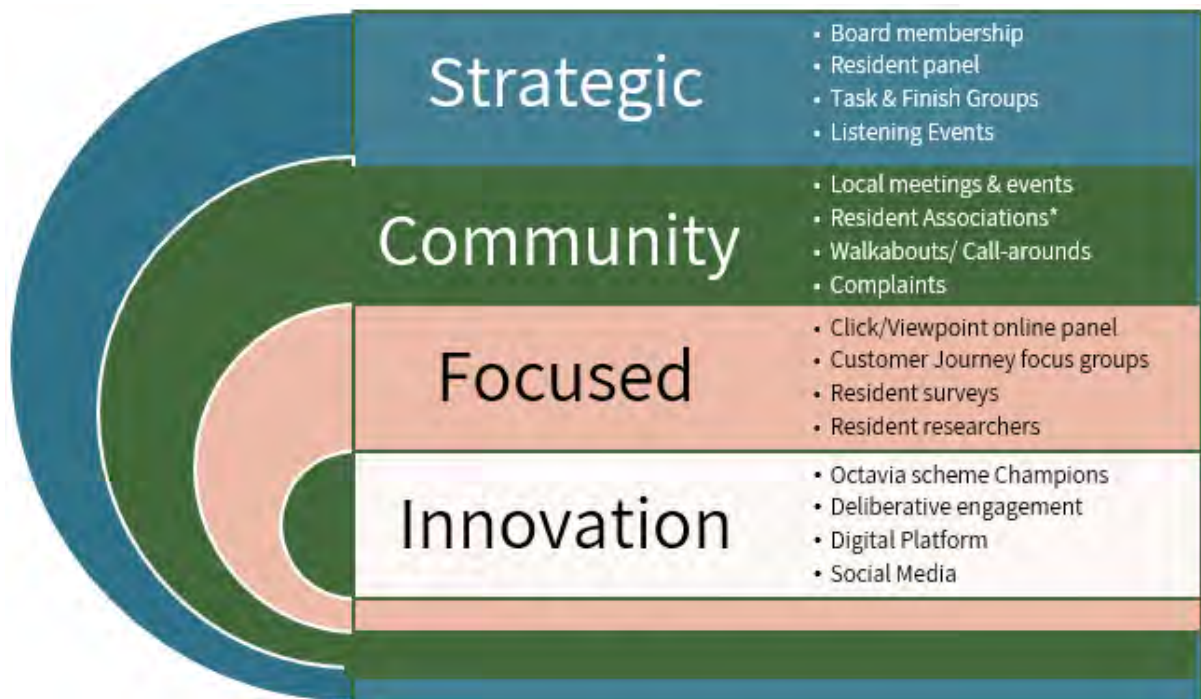 Strategic
• Board membership
• Resident panel
• Task & Finish Groups
• Listening Events
Community
• Local meetings & events
• Resident Associations*
• Walkabouts/ Call-arounds
• Complaints
Focused
• Click/Viewpoint online panel
• Customer Journey focus groups
• Resident surveys
• Resident researchers
Innovation
• Octavia scheme Champions
• Deliberative engagement
• Digital Platform
• Social Media